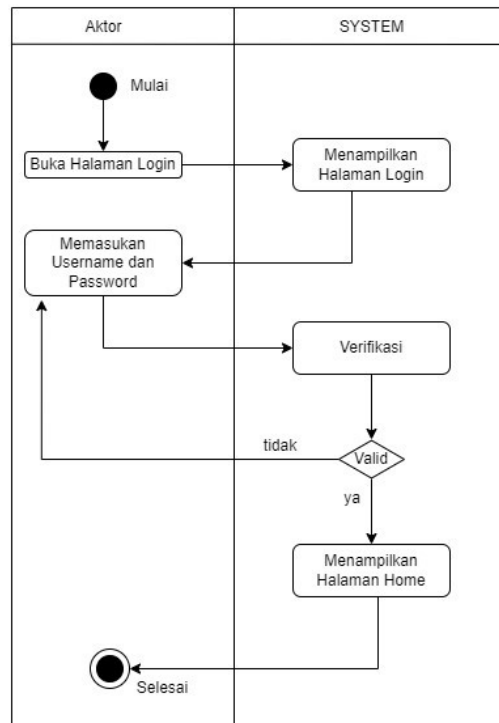 Aktor
SYSTEM
Mulai
Buka Halaman Login
Menampilkan
Halaman Login
Memasukan
Username dan
Password
Verifikasi
tidak
Valid
ya
Menampilkan
Halaman Home
Selesai